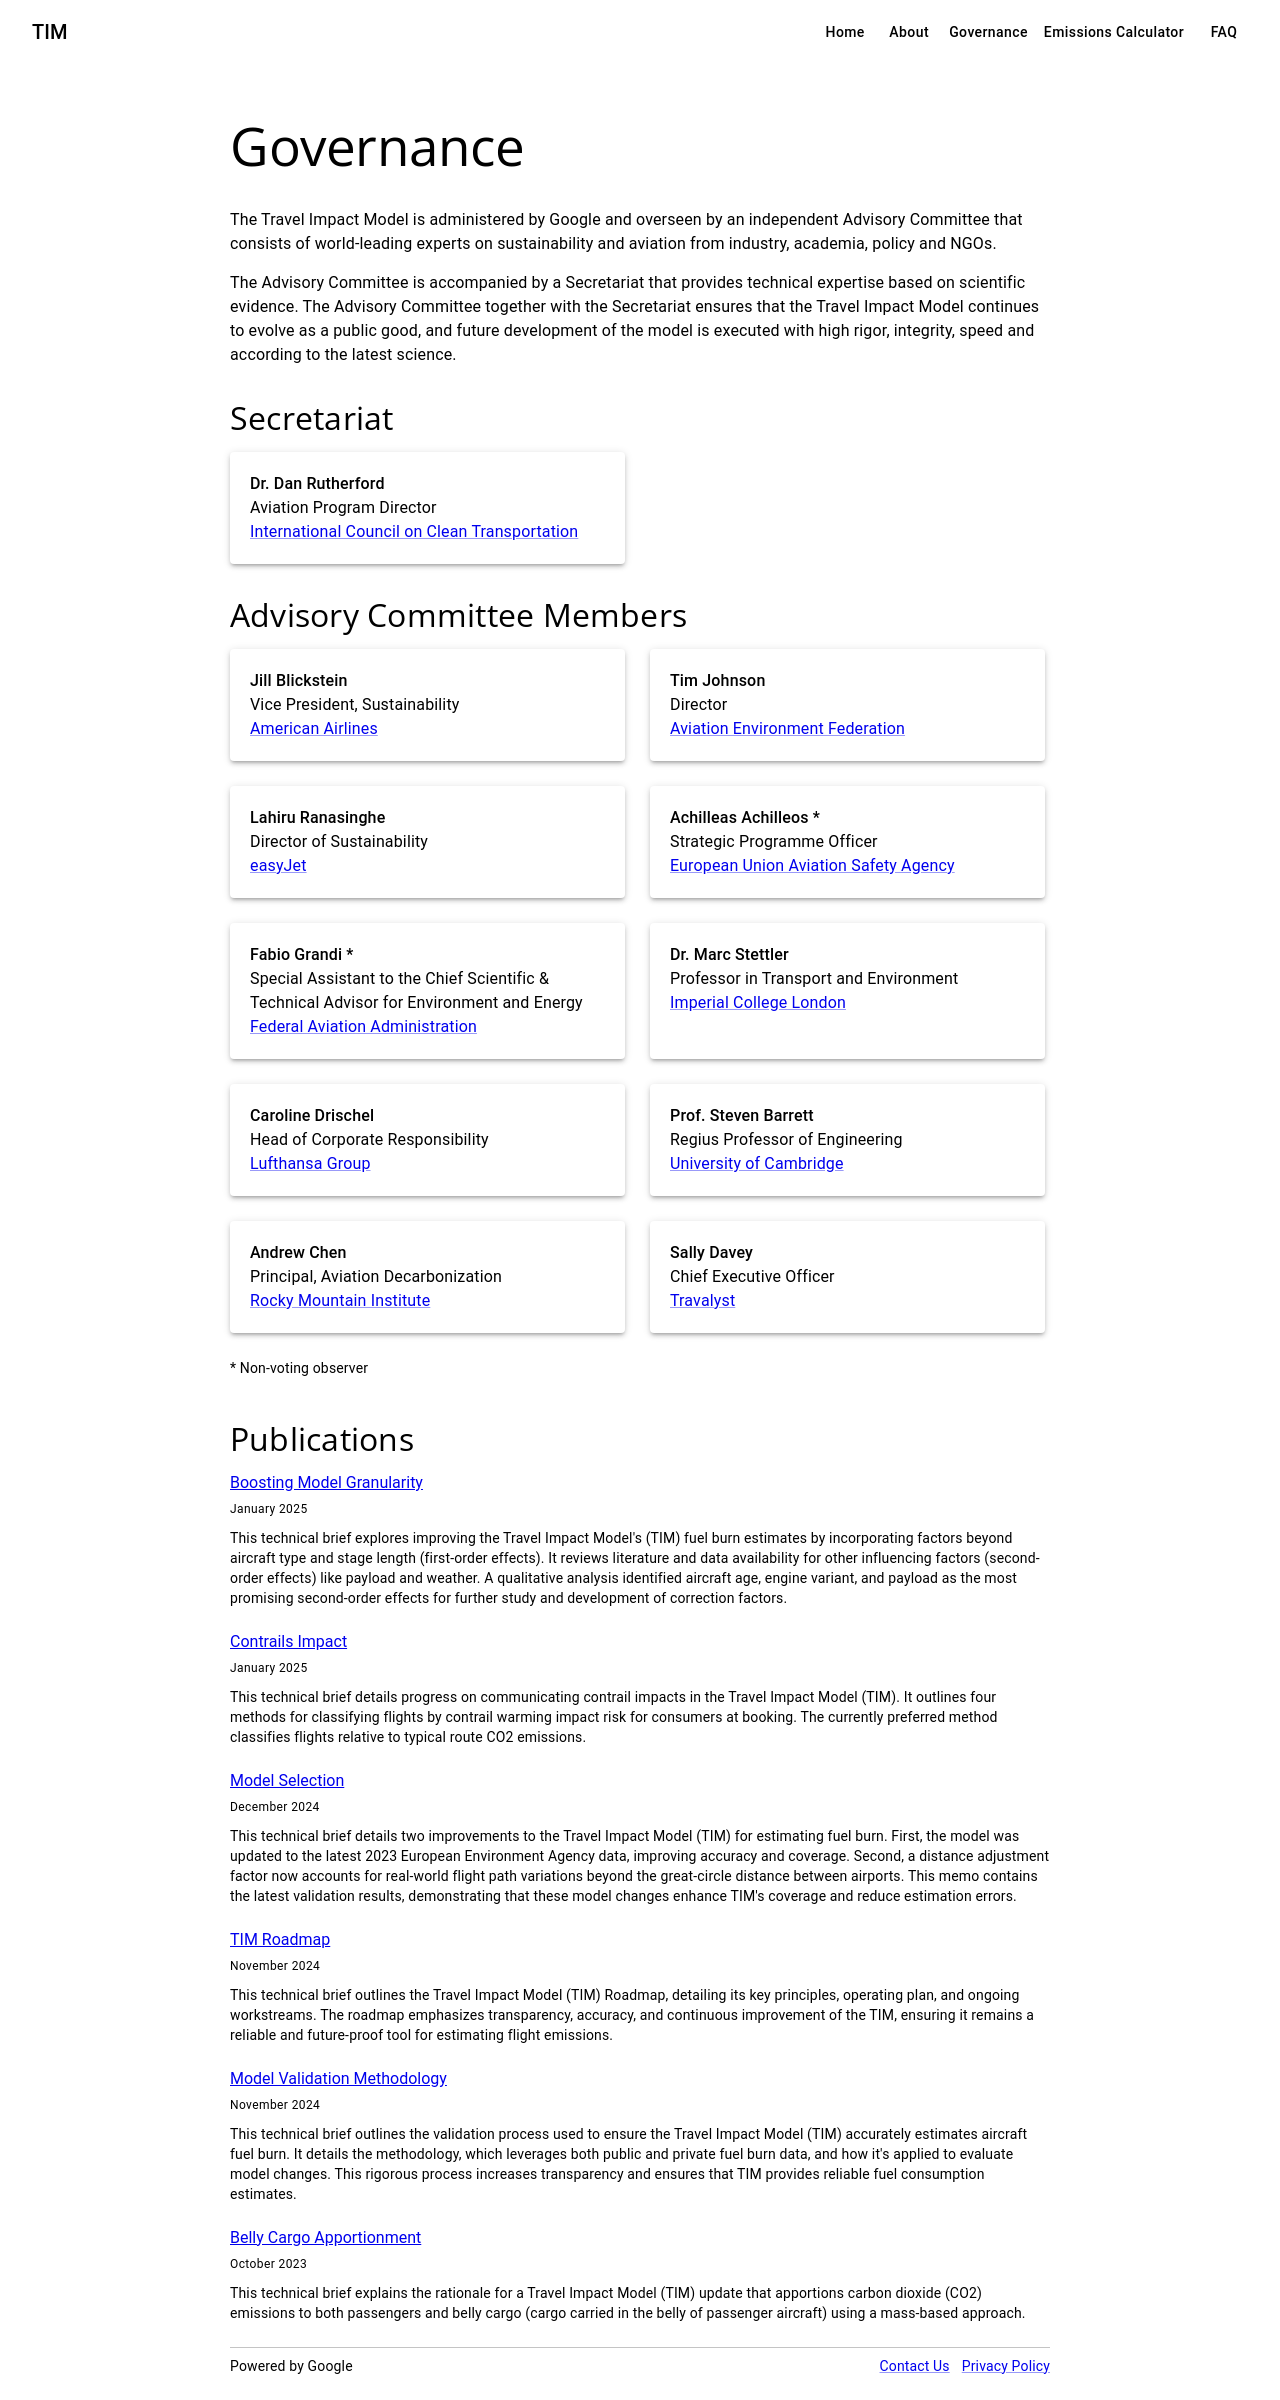 TIM
Home About Governance Emissions Calculator FAQ
Governance
The Travel Impact Model is administered by Google and overseen by an independent Advisory Committee that
consists of world-leading experts on sustainability and aviation from industry, academia, policy and NGOs.
The Advisory Committee is accompanied by a Secretariat that provides technical expertise based on scientific
evidence. The Advisory Committee together with the Secretariat ensures that the Travel Impact Model continues
to evolve as a public good, and future development of the model is executed with high rigor, integrity, speed and
according to the latest science.
Secretariat
Dr. Dan Rutherford
Aviation Program Director
International Council on Clean Transportation
Advisory Committee Members
Jill Blickstein
Vice President, Sustainability
American Airlines
Tim Johnson
Director
Aviation Environment Federation
Lahiru Ranasinghe
Director of Sustainability
easyJet
Achilleas Achilleos *
Strategic Programme Officer
European Union Aviation Safety Agency
Fabio Grandi *
Special Assistant to the Chief Scientific &
Technical Advisor for Environment and Energy
Federal Aviation Administration
Dr. Marc Stettler
Professor in Transport and Environment
Imperial College London
Caroline Drischel
Head of Corporate Responsibility
Lufthansa Group
Prof. Steven Barrett
Regius Professor of Engineering
University of Cambridge
Andrew Chen
Principal, Aviation Decarbonization
Rocky Mountain Institute
Sally Davey
Chief Executive Officer
Travalyst
* Non-voting observer
Publications
Boosting Model Granularity
January 2025
This technical brief explores improving the Travel Impact Model's (TIM) fuel burn estimates by incorporating factors beyond
aircraft type and stage length (first-order effects). It reviews literature and data availability for other influencing factors (second-
order effects) like payload and weather. A qualitative analysis identified aircraft age, engine variant, and payload as the most
promising second-order effects for further study and development of correction factors.
Contrails Impact
January 2025
This technical brief details progress on communicating contrail impacts in the Travel Impact Model (TIM). It outlines four
methods for classifying flights by contrail warming impact risk for consumers at booking. The currently preferred method
classifies flights relative to typical route CO2 emissions.
Model Selection
December 2024
This technical brief details two improvements to the Travel Impact Model (TIM) for estimating fuel burn. First, the model was
updated to the latest 2023 European Environment Agency data, improving accuracy and coverage. Second, a distance adjustment
factor now accounts for real-world flight path variations beyond the great-circle distance between airports. This memo contains
the latest validation results, demonstrating that these model changes enhance TIM's coverage and reduce estimation errors.
TIM Roadmap
November 2024
This technical brief outlines the Travel Impact Model (TIM) Roadmap, detailing its key principles, operating plan, and ongoing
workstreams. The roadmap emphasizes transparency, accuracy, and continuous improvement of the TIM, ensuring it remains a
reliable and future-proof tool for estimating flight emissions.
Model Validation Methodology
November 2024
This technical brief outlines the validation process used to ensure the Travel Impact Model (TIM) accurately estimates aircraft
fuel burn. It details the methodology, which leverages both public and private fuel burn data, and how it's applied to evaluate
model changes. This rigorous process increases transparency and ensures that TIM provides reliable fuel consumption
estimates.
Belly Cargo Apportionment
October 2023
This technical brief explains the rationale for a Travel Impact Model (TIM) update that apportions carbon dioxide (CO2)
emissions to both passengers and belly cargo (cargo carried in the belly of passenger aircraft) using a mass-based approach.
Powered by Google
Contact Us Privacy Policy